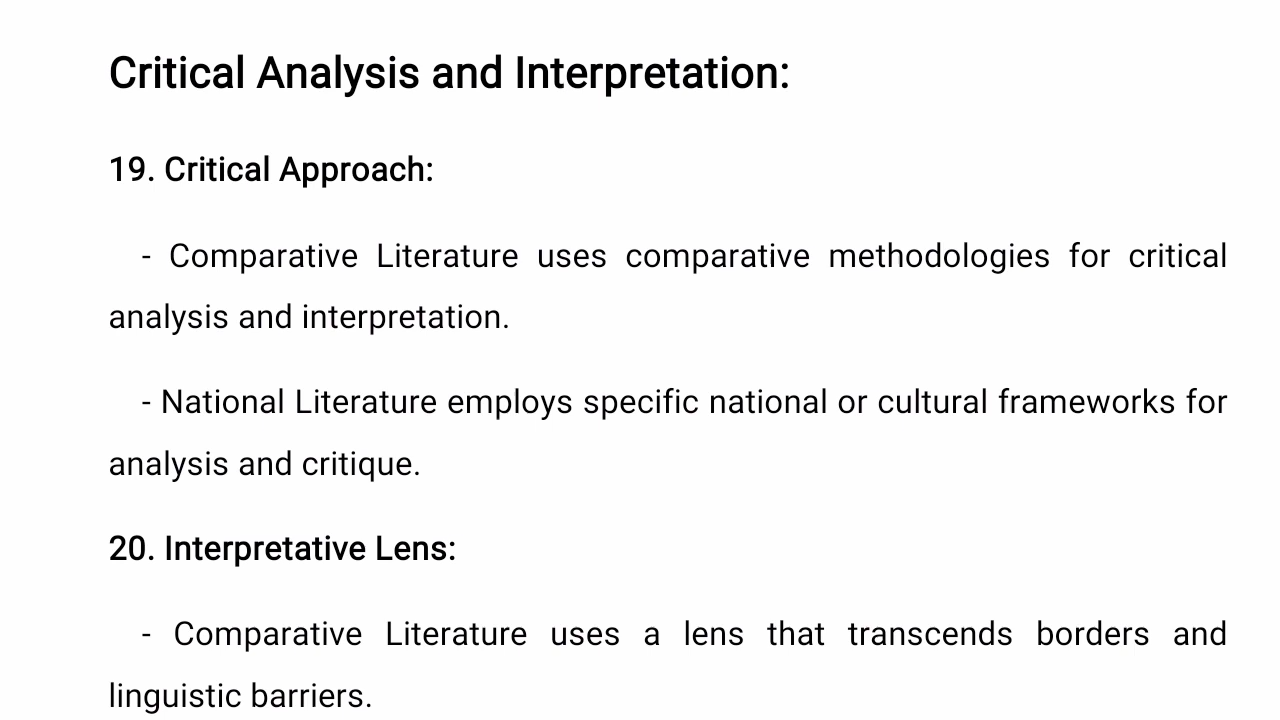 Critical Analysis and Interpretation:
19. Critical Approach:
- Comparative Literature uses comparative methodologies for critical
analysis and interpretation.
- National Literature employs specific national or cultural frameworks for
analysis and critique.
20. Interpretative Lens:
- Comparative Literature uses a lens that transcends borders and
linguistic barriers.